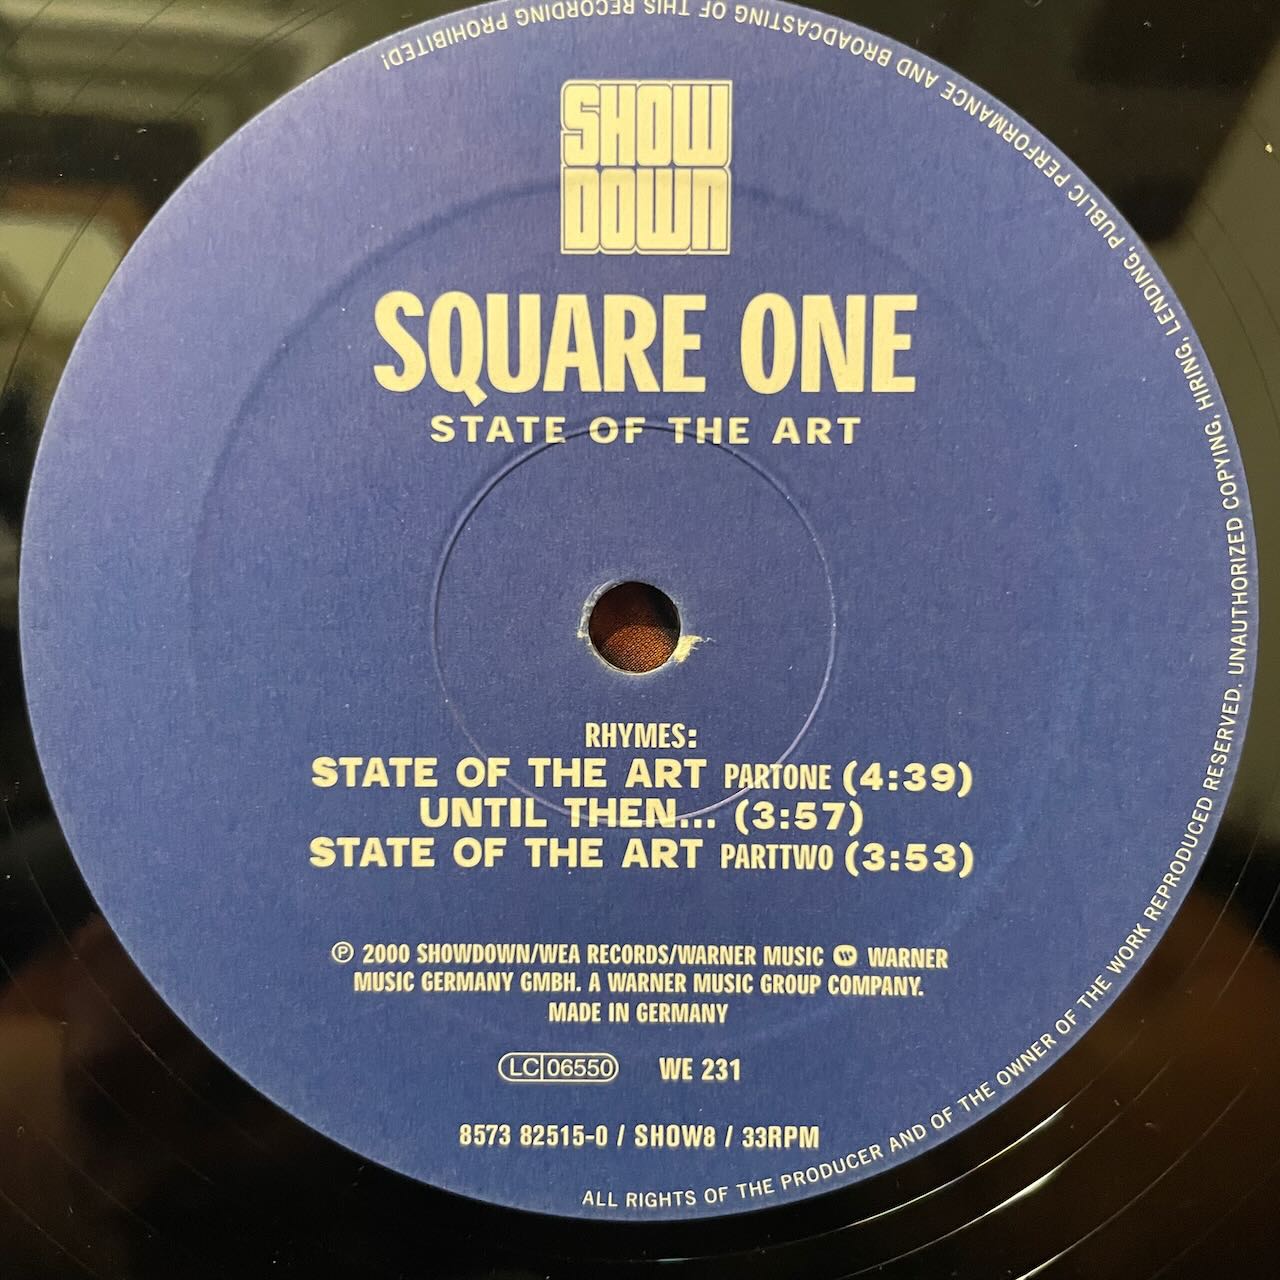 SHOW
DOWN
SQUARE ONE
STATE OF THE ART
RHYMES:
STATE OF THE ART PARTONE (4:39)
UNTIL THEN... (3:57)
STATE OF THE ART PARTTWO (3:53)
Ⓟ 2000 SHOWDOWN/WEA RECORDS/WARNER MUSIC W WARNER
MUSIC GERMANY GMBH. A WARNER MUSIC GROUP COMPANY.
MADE IN GERMANY
LC 06550 WE 231
8573 82515-0 / SHOW8 / 33RPM
ALL RIGHTS OF THE PRODUCER AND OF THE OWNER OF THE WORK REPRODUCED RESERVED. UNAUTHORIZED COPYING, HIRING, LENDING, PUBLIC PERFORMANCE AND BROADCASTING OF THIS RECORDING PROHIBITED!